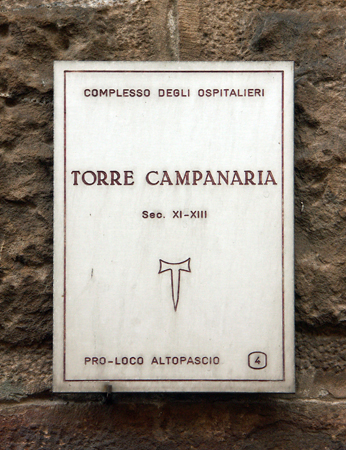 COMPLESSO DEGLI OSPITALIERI
TORRE CAMPANARIA
Sec. XI-XIII
PRO-LOCO ALTOPASCIO 4